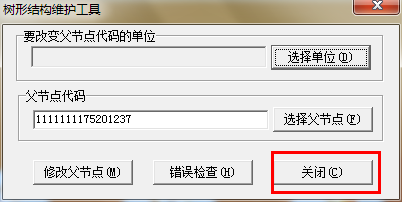 树形结构维护工具
要改变父节点代码的单位
选择单位(D)
父节点代码
1111111175201237
选择父节点(F)
修改父节点(M)
错误检查(H)
关闭(C)